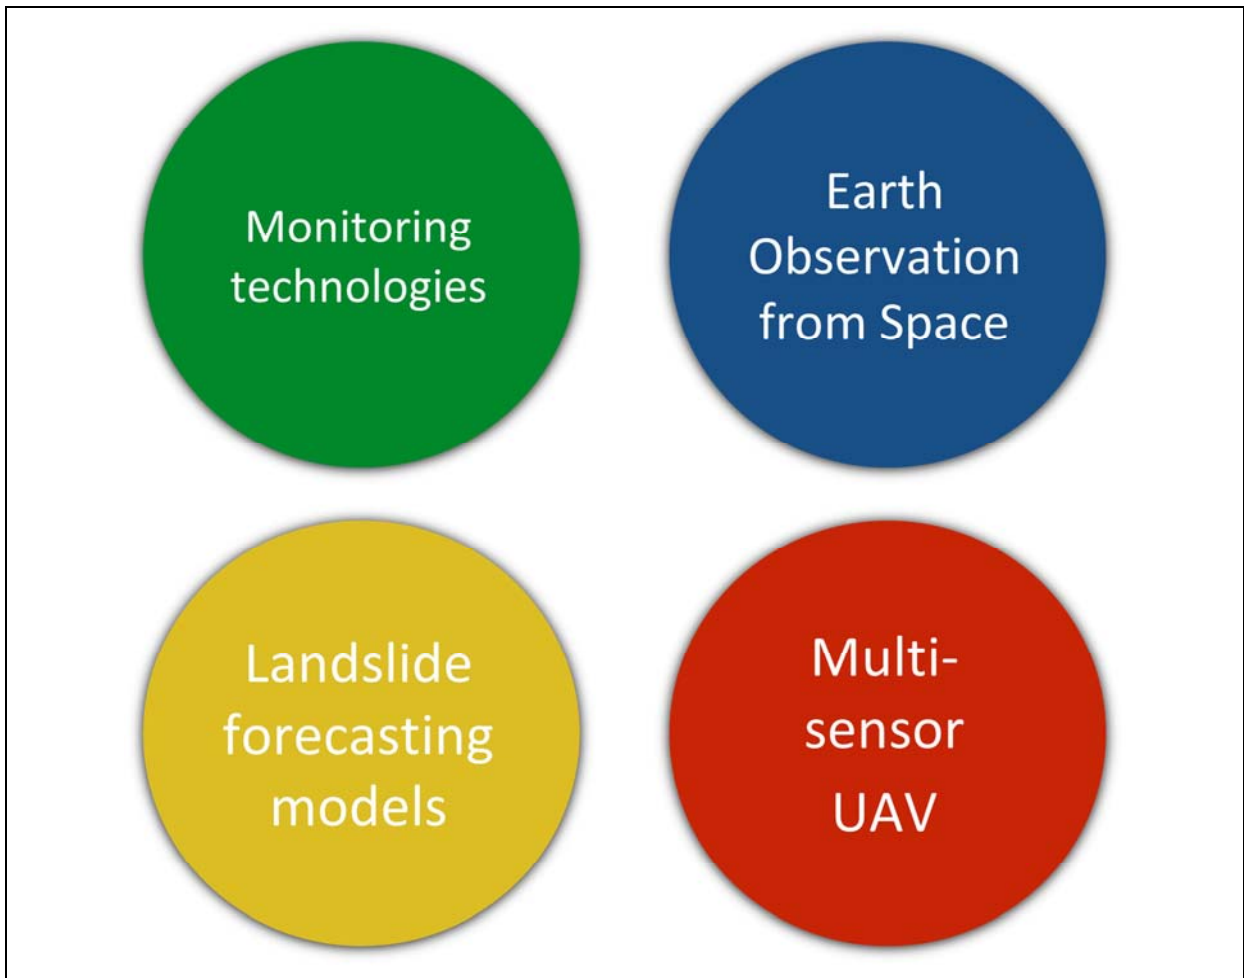 Monitoring
technologies
Earth
Observation
from Space
Landslide
forecasting
models
Multi-
sensor
UAV